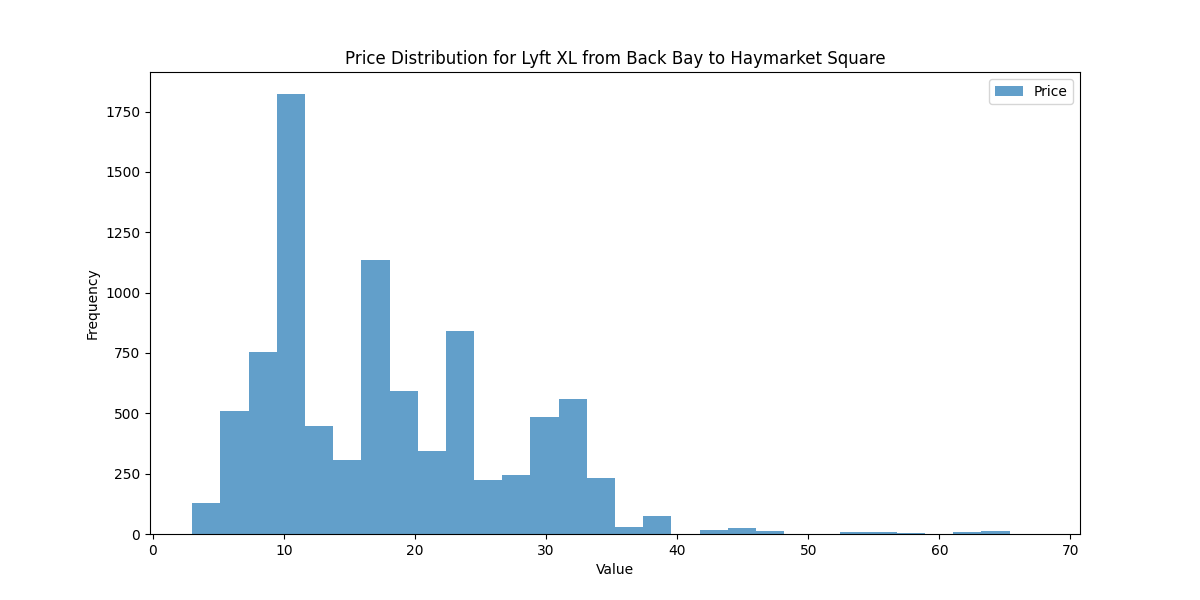 Price Distribution for Lyft XL from Back Bay to Haymarket Square
Price
1750
1500
1250
1000
750
500
250
0
Frequency
0 10 20 30 40 50 60 70
Value